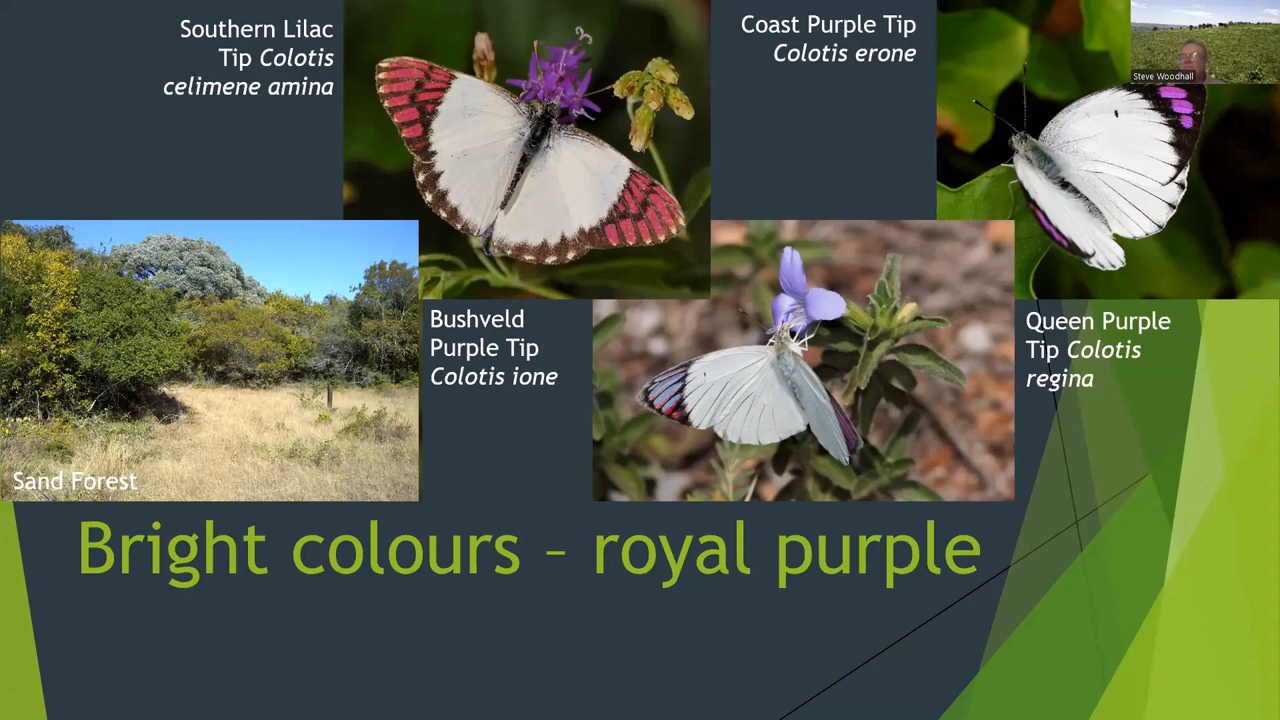 Southern Lilac
Tip Colotis
celimene amina
Coast Purple Tip
Colotis erone
Steve Woodhall
Bushveld
Purple Tip
Colotis ione
Queen Purple
Tip Colotis
regina
Sand Forest
Bright colours – royal purple